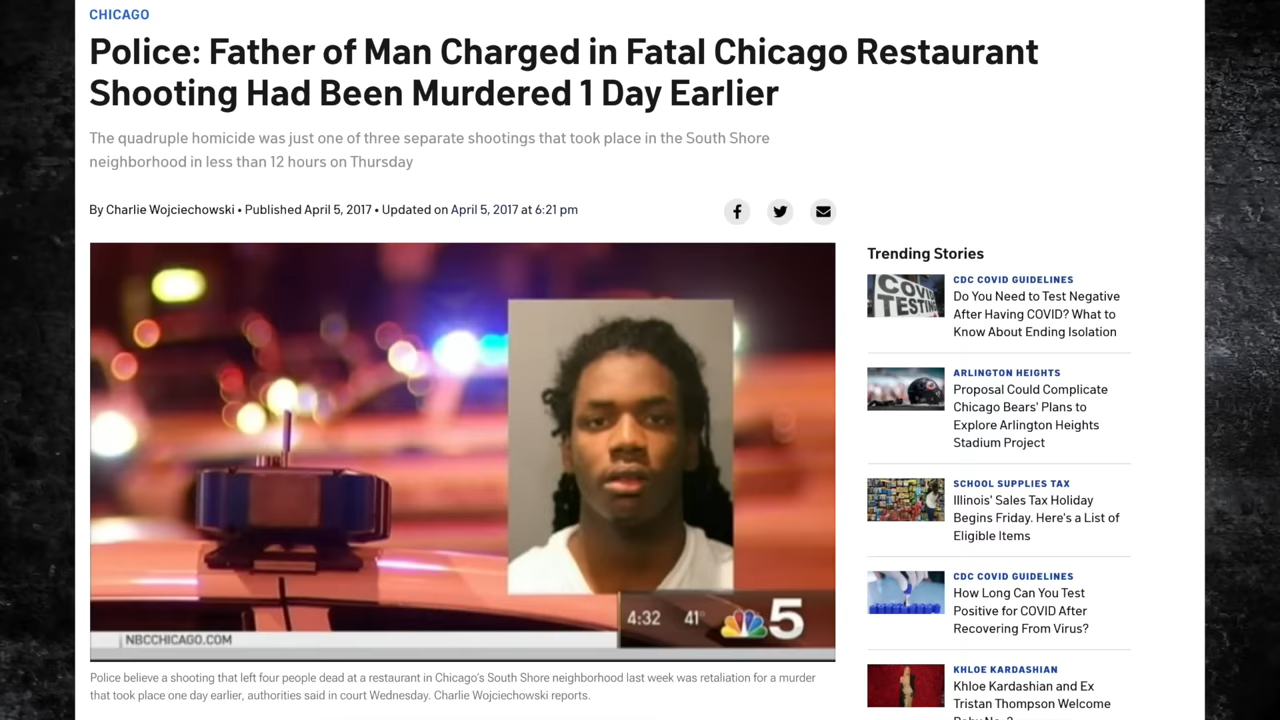 CHICAGO
Police: Father of Man Charged in Fatal Chicago Restaurant
Shooting Had Been Murdered 1 Day Earlier
The quadruple homicide was just one of three separate shootings that took place in the South Shore
neighborhood in less than 12 hours on Thursday
By Charlie Wojciechowski • Published April 5, 2017 • Updated on April 5, 2017 at 6:21 pm
4:32 41°
5
NBCCHICAGO.COM
Police believe a shooting that left four people dead at a restaurant in Chicago's South Shore neighborhood last week was retaliation for a murder
that took place one day earlier, authorities said in court Wednesday. Charlie Wojciechowski reports.
Trending Stories
COVID
TESTING
CDC COVID GUIDELINES
Do You Need to Test Negative
After Having COVID? What to
Know About Ending Isolation
ARLINGTON HEIGHTS
Proposal Could Complicate
Chicago Bears' Plans to
Explore Arlington Heights
Stadium Project
SCHOOL SUPPLIES TAX
Illinois' Sales Tax Holiday
Begins Friday. Here's a List of
Eligible Items
CDC COVID GUIDELINES
How Long Can You Test
Positive for COVID After
Recovering From Virus?
KHLOE KARDASHIAN
Khloe Kardashian and Ex
Tristan Thompson Welcome